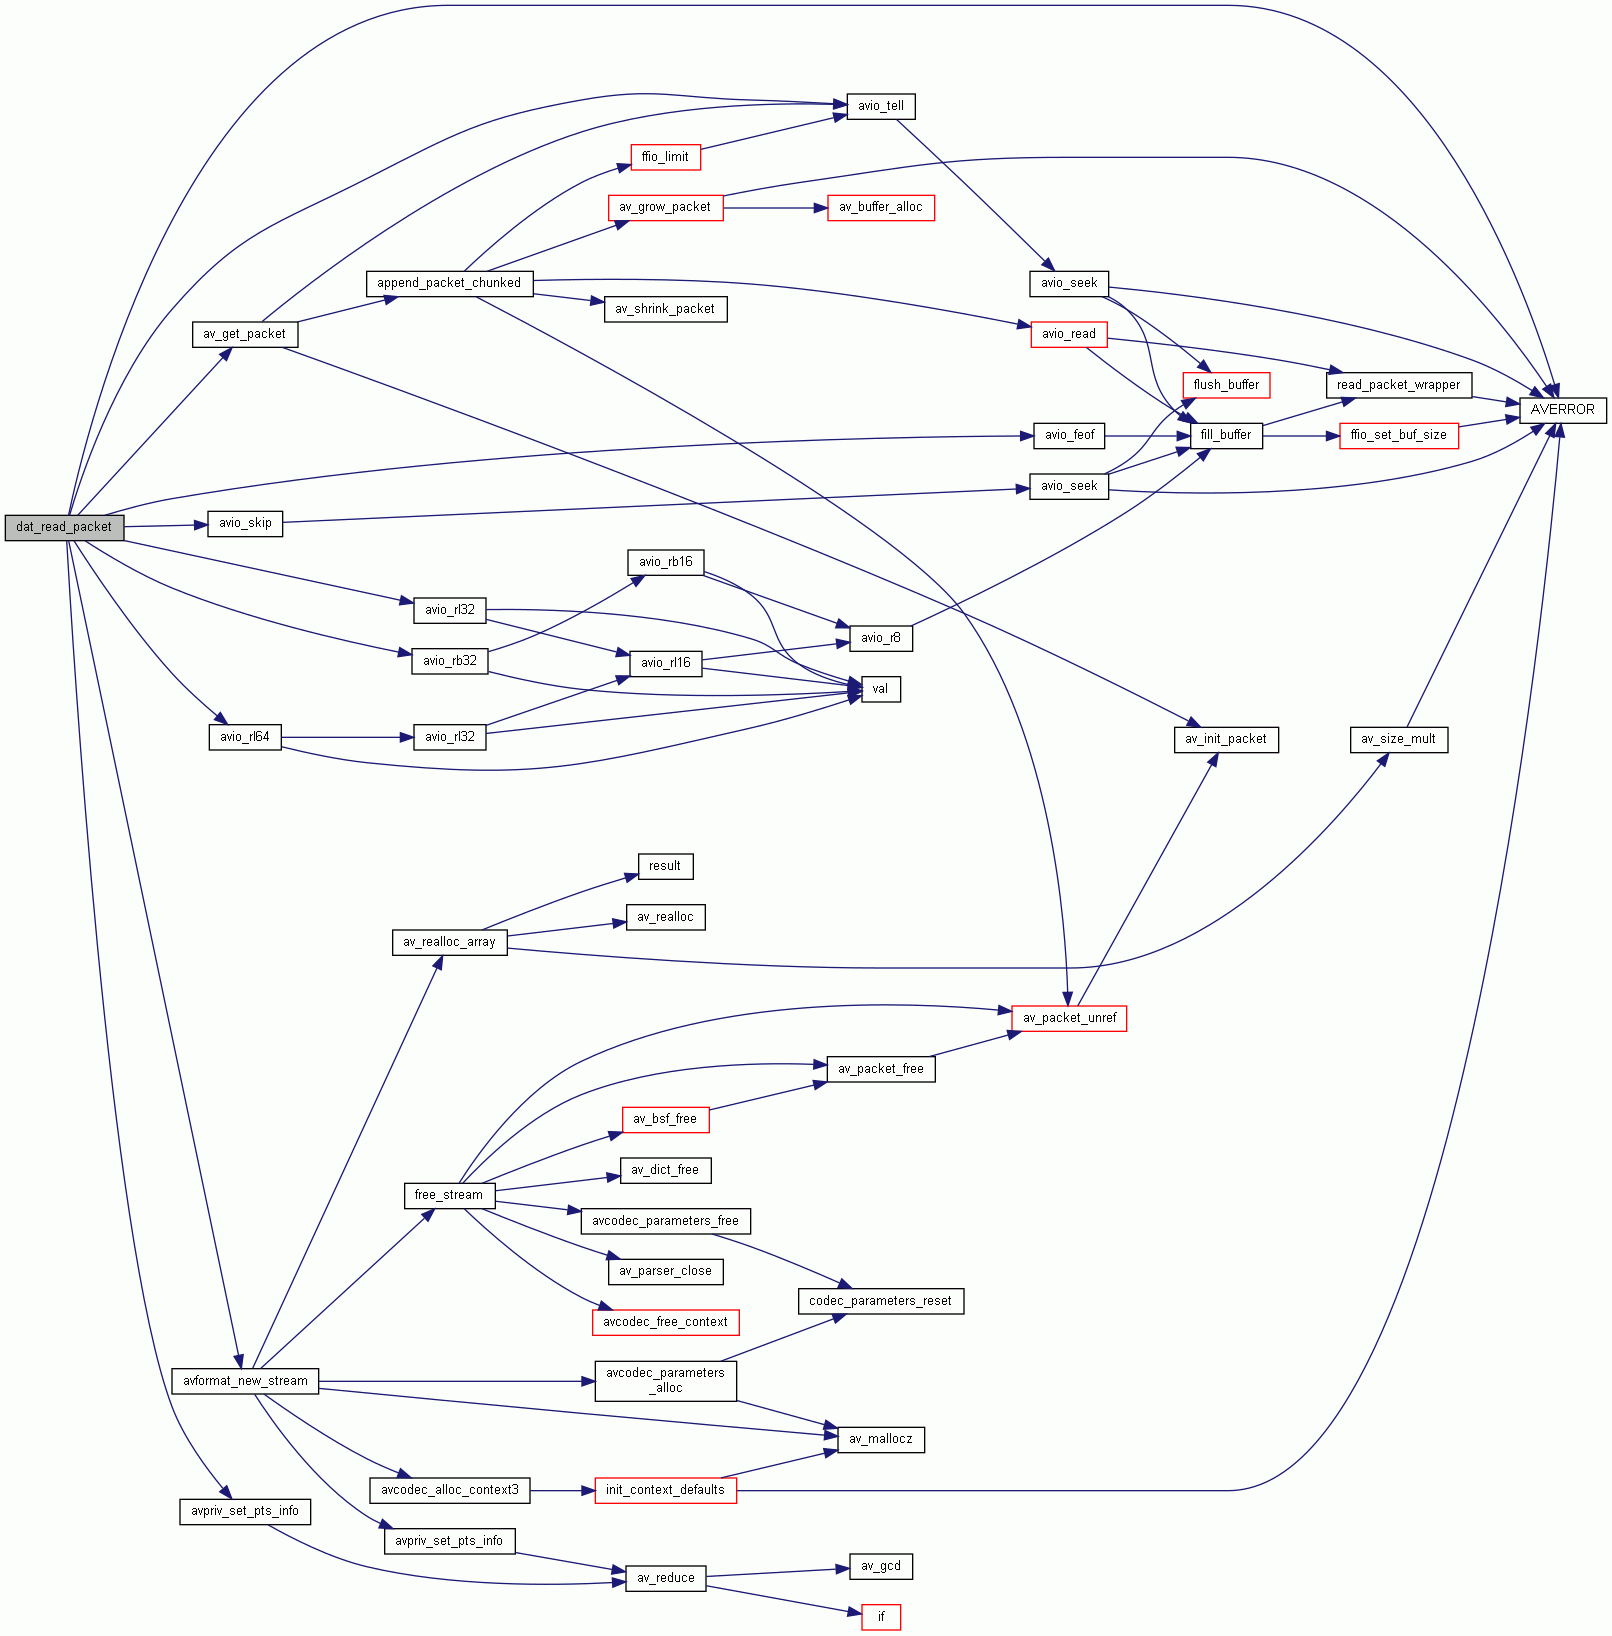 avio_tell
ffio_limit
av_grow_packet
av_buffer_alloc
append_packet_chunked
avio_seek
av_shrink_packet
av_get_packet
avio_read
flush_buffer
read_packet_wrapper
AVERROR
avio_feof
fill_buffer
ffio_set_buf_size
avio_seek
dat_read_packet
avio_skip
avio_rb16
avio_rl32
avio_r8
avio_rb32
avio_rl16
val
avio_rl64
avio_rl32
av_init_packet
av_size_mult
result
av_realloc
av_realloc_array
av_packet_unref
av_packet_free
av_bsf_free
av_dict_free
free_stream
avcodec_parameters_free
av_parser_close
codec_parameters_reset
avcodec_free_context
avformat_new_stream
avcodec_parameters
_alloc
av_mallocz
avcodec_alloc_context3
init_context_defaults
avpriv_set_pts_info
avpriv_set_pts_info
av_gcd
av_reduce
if